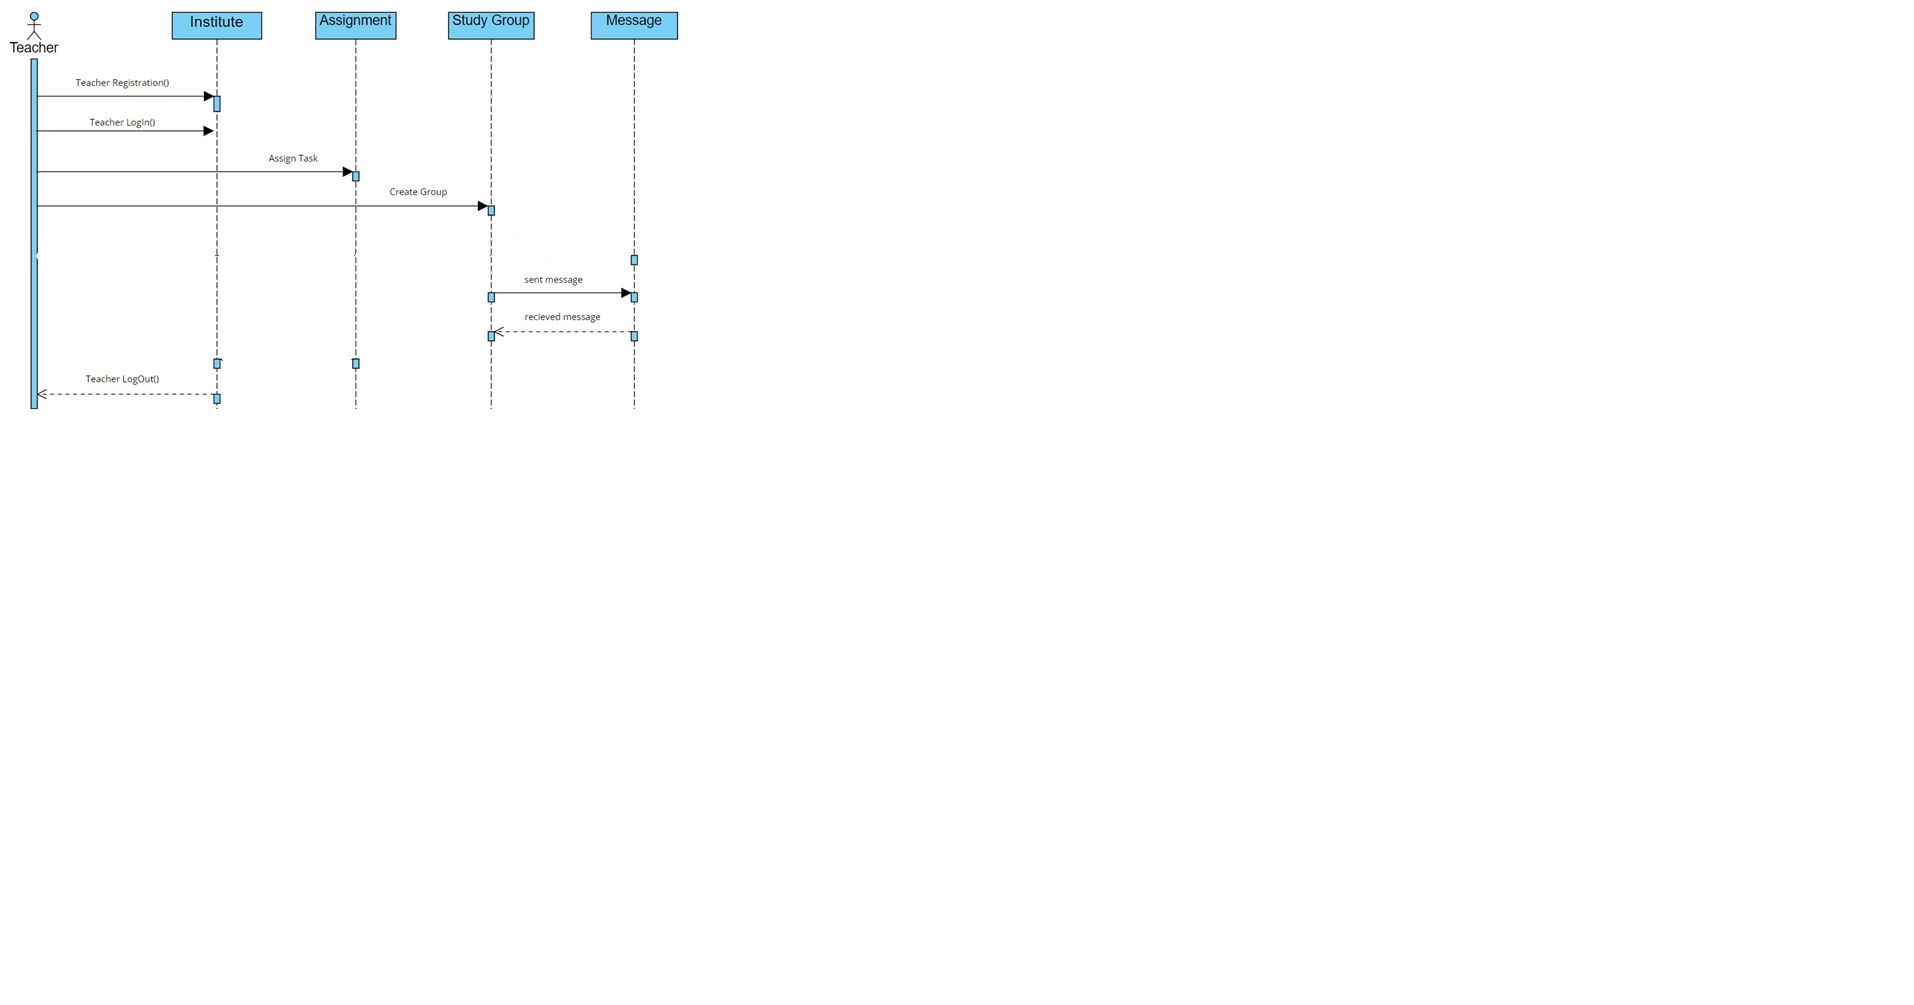 Institute
Assignment
Study Group
Message
Teacher
Teacher Registration()
Teacher LogIn()
Assign Task
Create Group
sent message
recieved message
Teacher LogOut()